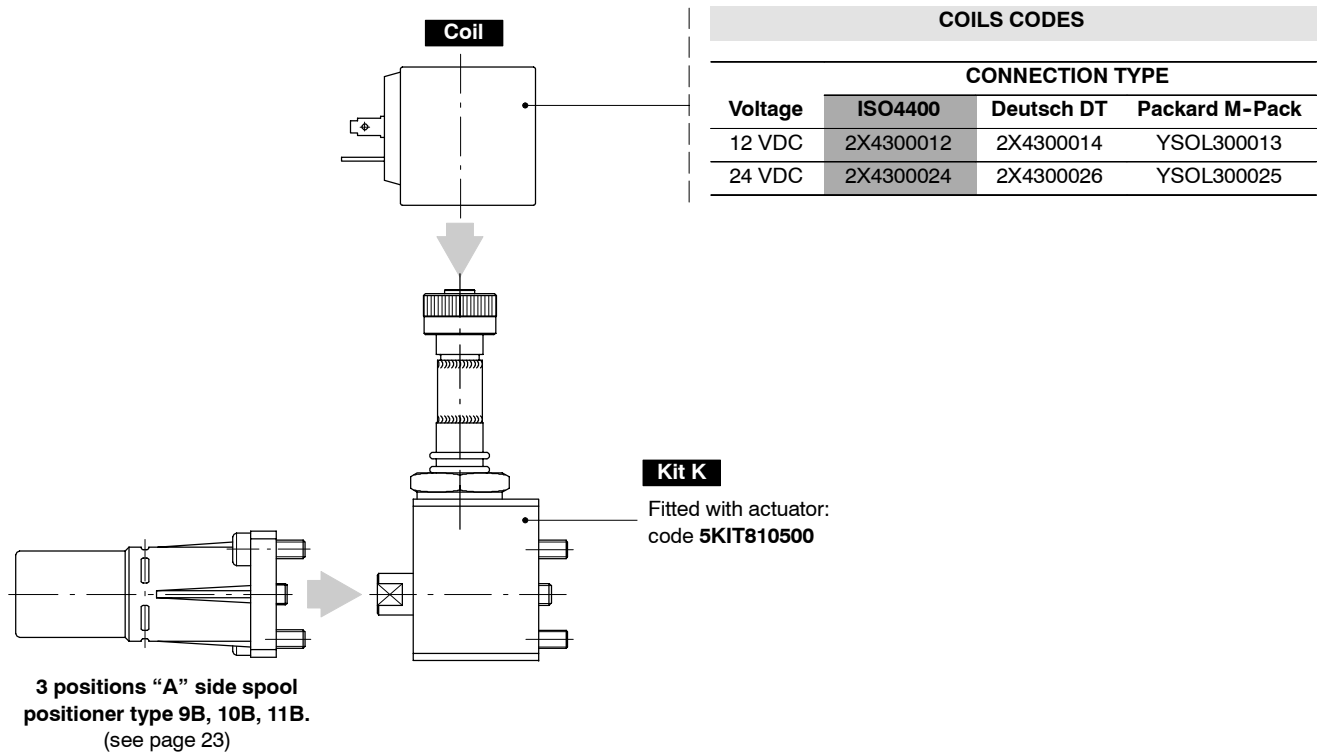 Coil
COILS CODES
CONNECTION TYPE
Voltage ISO4400 Deutsch DT Packard M-Pack
12 VDC 2X4300012 2X4300014 YSOL300013
24 VDC 2X4300024 2X4300026 YSOL300025
Kit K
Fitted with actuator:
code 5KIT810500
3 positions “A” side spool
positioner type 9B, 10B, 11B.
(see page 23)